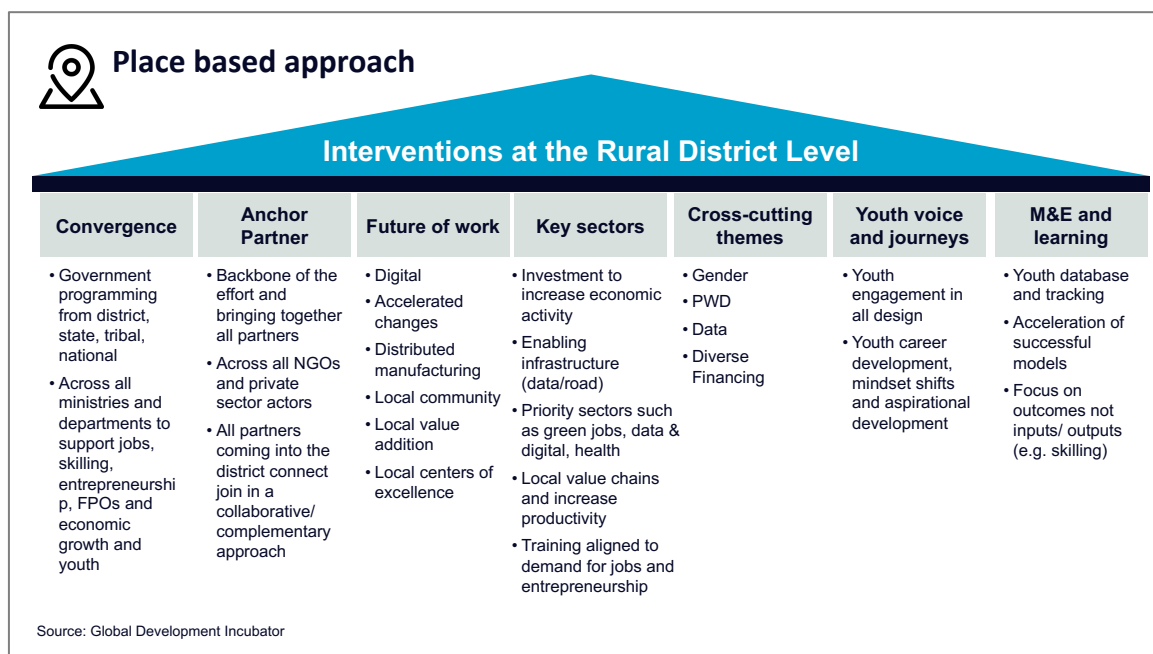 Place based approach
Interventions at the Rural District Level
Convergence
• Government
programming
from district,
state, tribal,
national
• Across all
ministries and
departments to
support jobs,
skilling,
entrepreneurshi
p, FPOs and
economic
growth and
youth
Anchor
Partner
• Backbone of the
effort and
bringing together
all partners
• Across all NGOs
and private
sector actors
• All partners
coming into the
district connect
join in a
collaborative/
complementary
approach
Future of work
• Digital
• Accelerated
changes
• Distributed
manufacturing
• Local community
• Local value
addition
• Local centers of
excellence
Key sectors
• Investment to
increase economic
activity
• Enabling
infrastructure
(data/road)
• Priority sectors such
as green jobs, data &
digital, health
• Local value chains
and increase
productivity
• Training aligned to
demand for jobs and
entrepreneurship
Cross-cutting
themes
• Gender
• PWD
• Data
• Diverse
Financing
Youth voice
and journeys
• Youth
engagement in
all design
• Youth career
development,
mindset shifts
and aspirational
development
M&E and
learning
• Youth database
and tracking
• Acceleration of
successful
models
• Focus on
outcomes not
inputs/ outputs
(e.g. skilling)
Source: Global Development Incubator